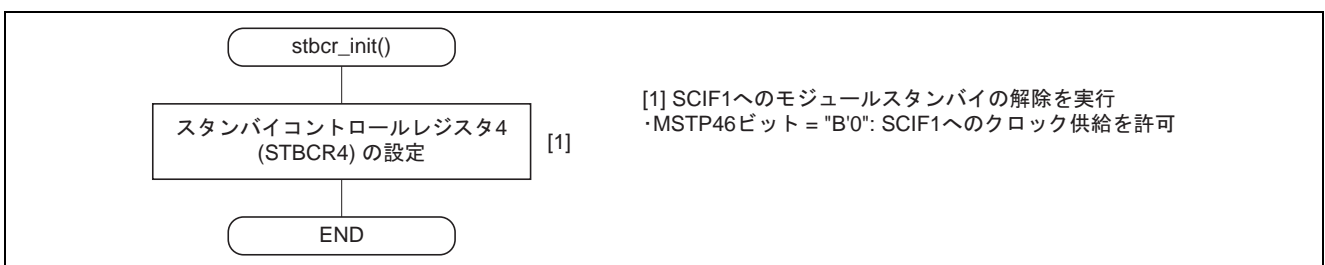 stbcr_init()
スタンバイコントロールレジスタ4
(STBCR4) の設定
[1]
END
[1] SCIF1へのモジュールスタンバイの解除を実行
・MSTP46ビット = "B'0": SCIF1へのクロック供給を許可